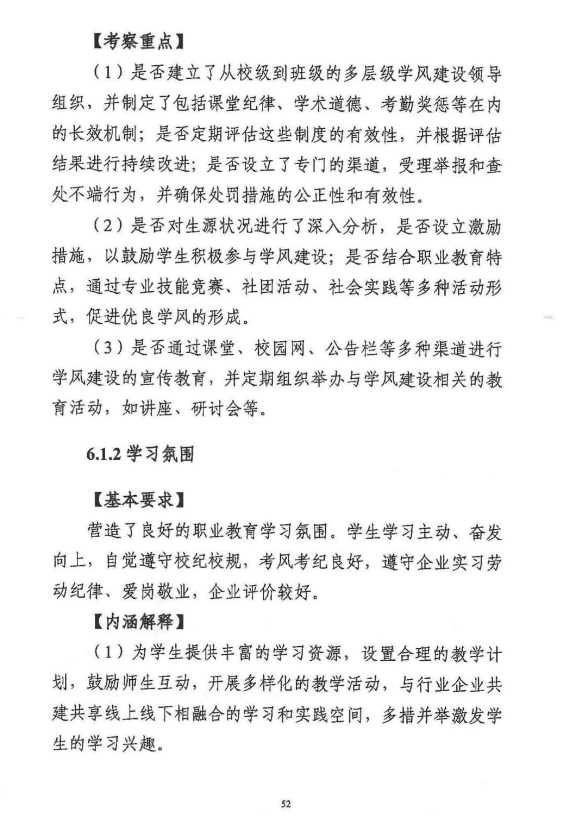 【考察重点】
（1）是否建立了从校级到班级的多层级学风建设领导
组织，并制定了包括课堂纪律、学术道德、考勤奖惩等在内
的长效机制；是否定期评估这些制度的有效性，并根据评估
结果进行持续改进；是否设立了专门的渠道，受理举报和查
处不端行为，并确保处罚措施的公正性和有效性。
（2）是否对生源状况进行了深入分析，是否设立激励
措施，以鼓励学生积极参与学风建设；是否结合职业教育特
点，通过专业技能竞赛、社团活动、社会实践等多种活动形
式，促进优良学风的形成。
（3）是否通过课堂、校园网、公告栏等多种渠道进行
学风建设的宣传教育，并定期组织举办与学风建设相关的教
育活动，如讲座、研讨会等。
6.1.2 学习氛围
【基本要求】
营造了良好的职业教育学习氛围。学生学习主动、奋发
向上，自觉遵守校纪校规，考风考纪良好，遵守企业实习劳
动纪律、爱岗敬业，企业评价较好。
【内涵解释】
（1）为学生提供丰富的学习资源，设置合理的教学计
划，鼓励师生互动，开展多样化的教学活动，与行业企业共
建共享线上线下相融合的学习和实践空间，多措并举激发学
生的学习兴趣。
52